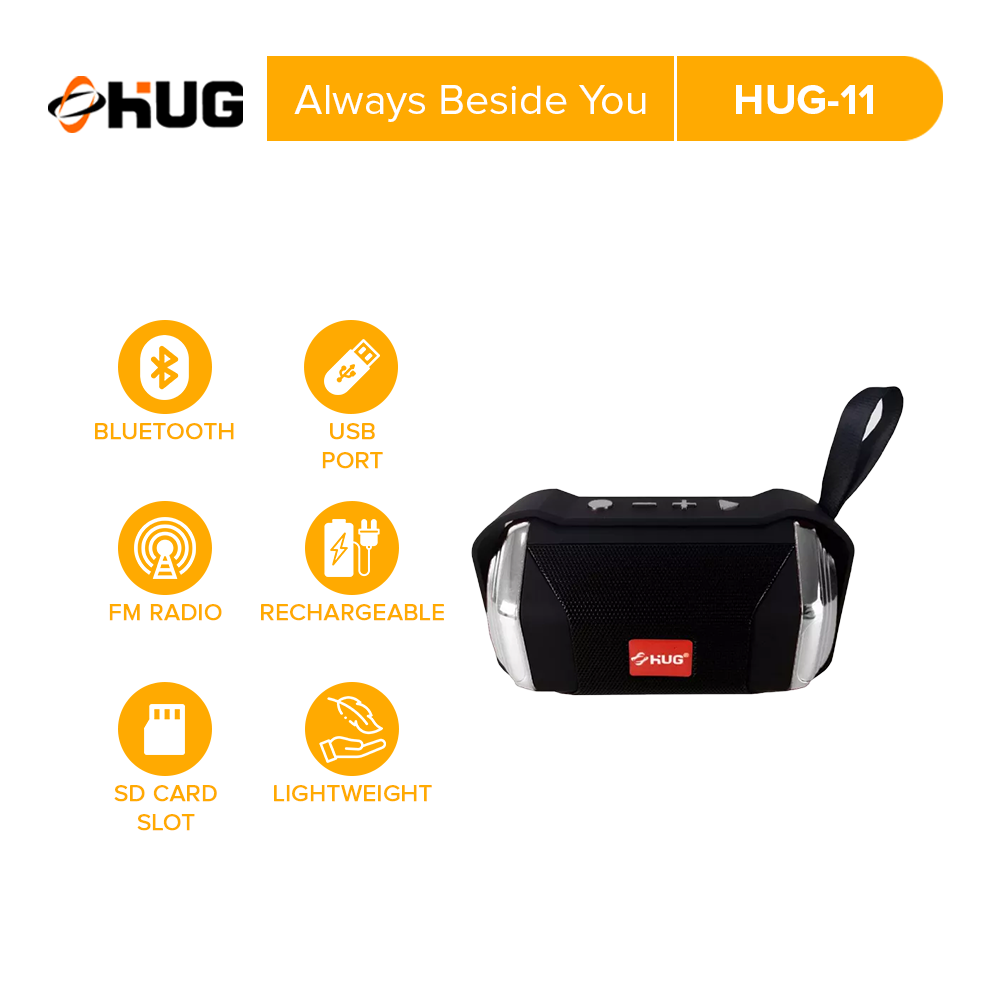 HUG
Always Beside You
HUG-11
BLUETOOTH
USB
PORT
FM RADIO
RECHARGEABLE
SD CARD
SLOT
LIGHTWEIGHT
HUG®